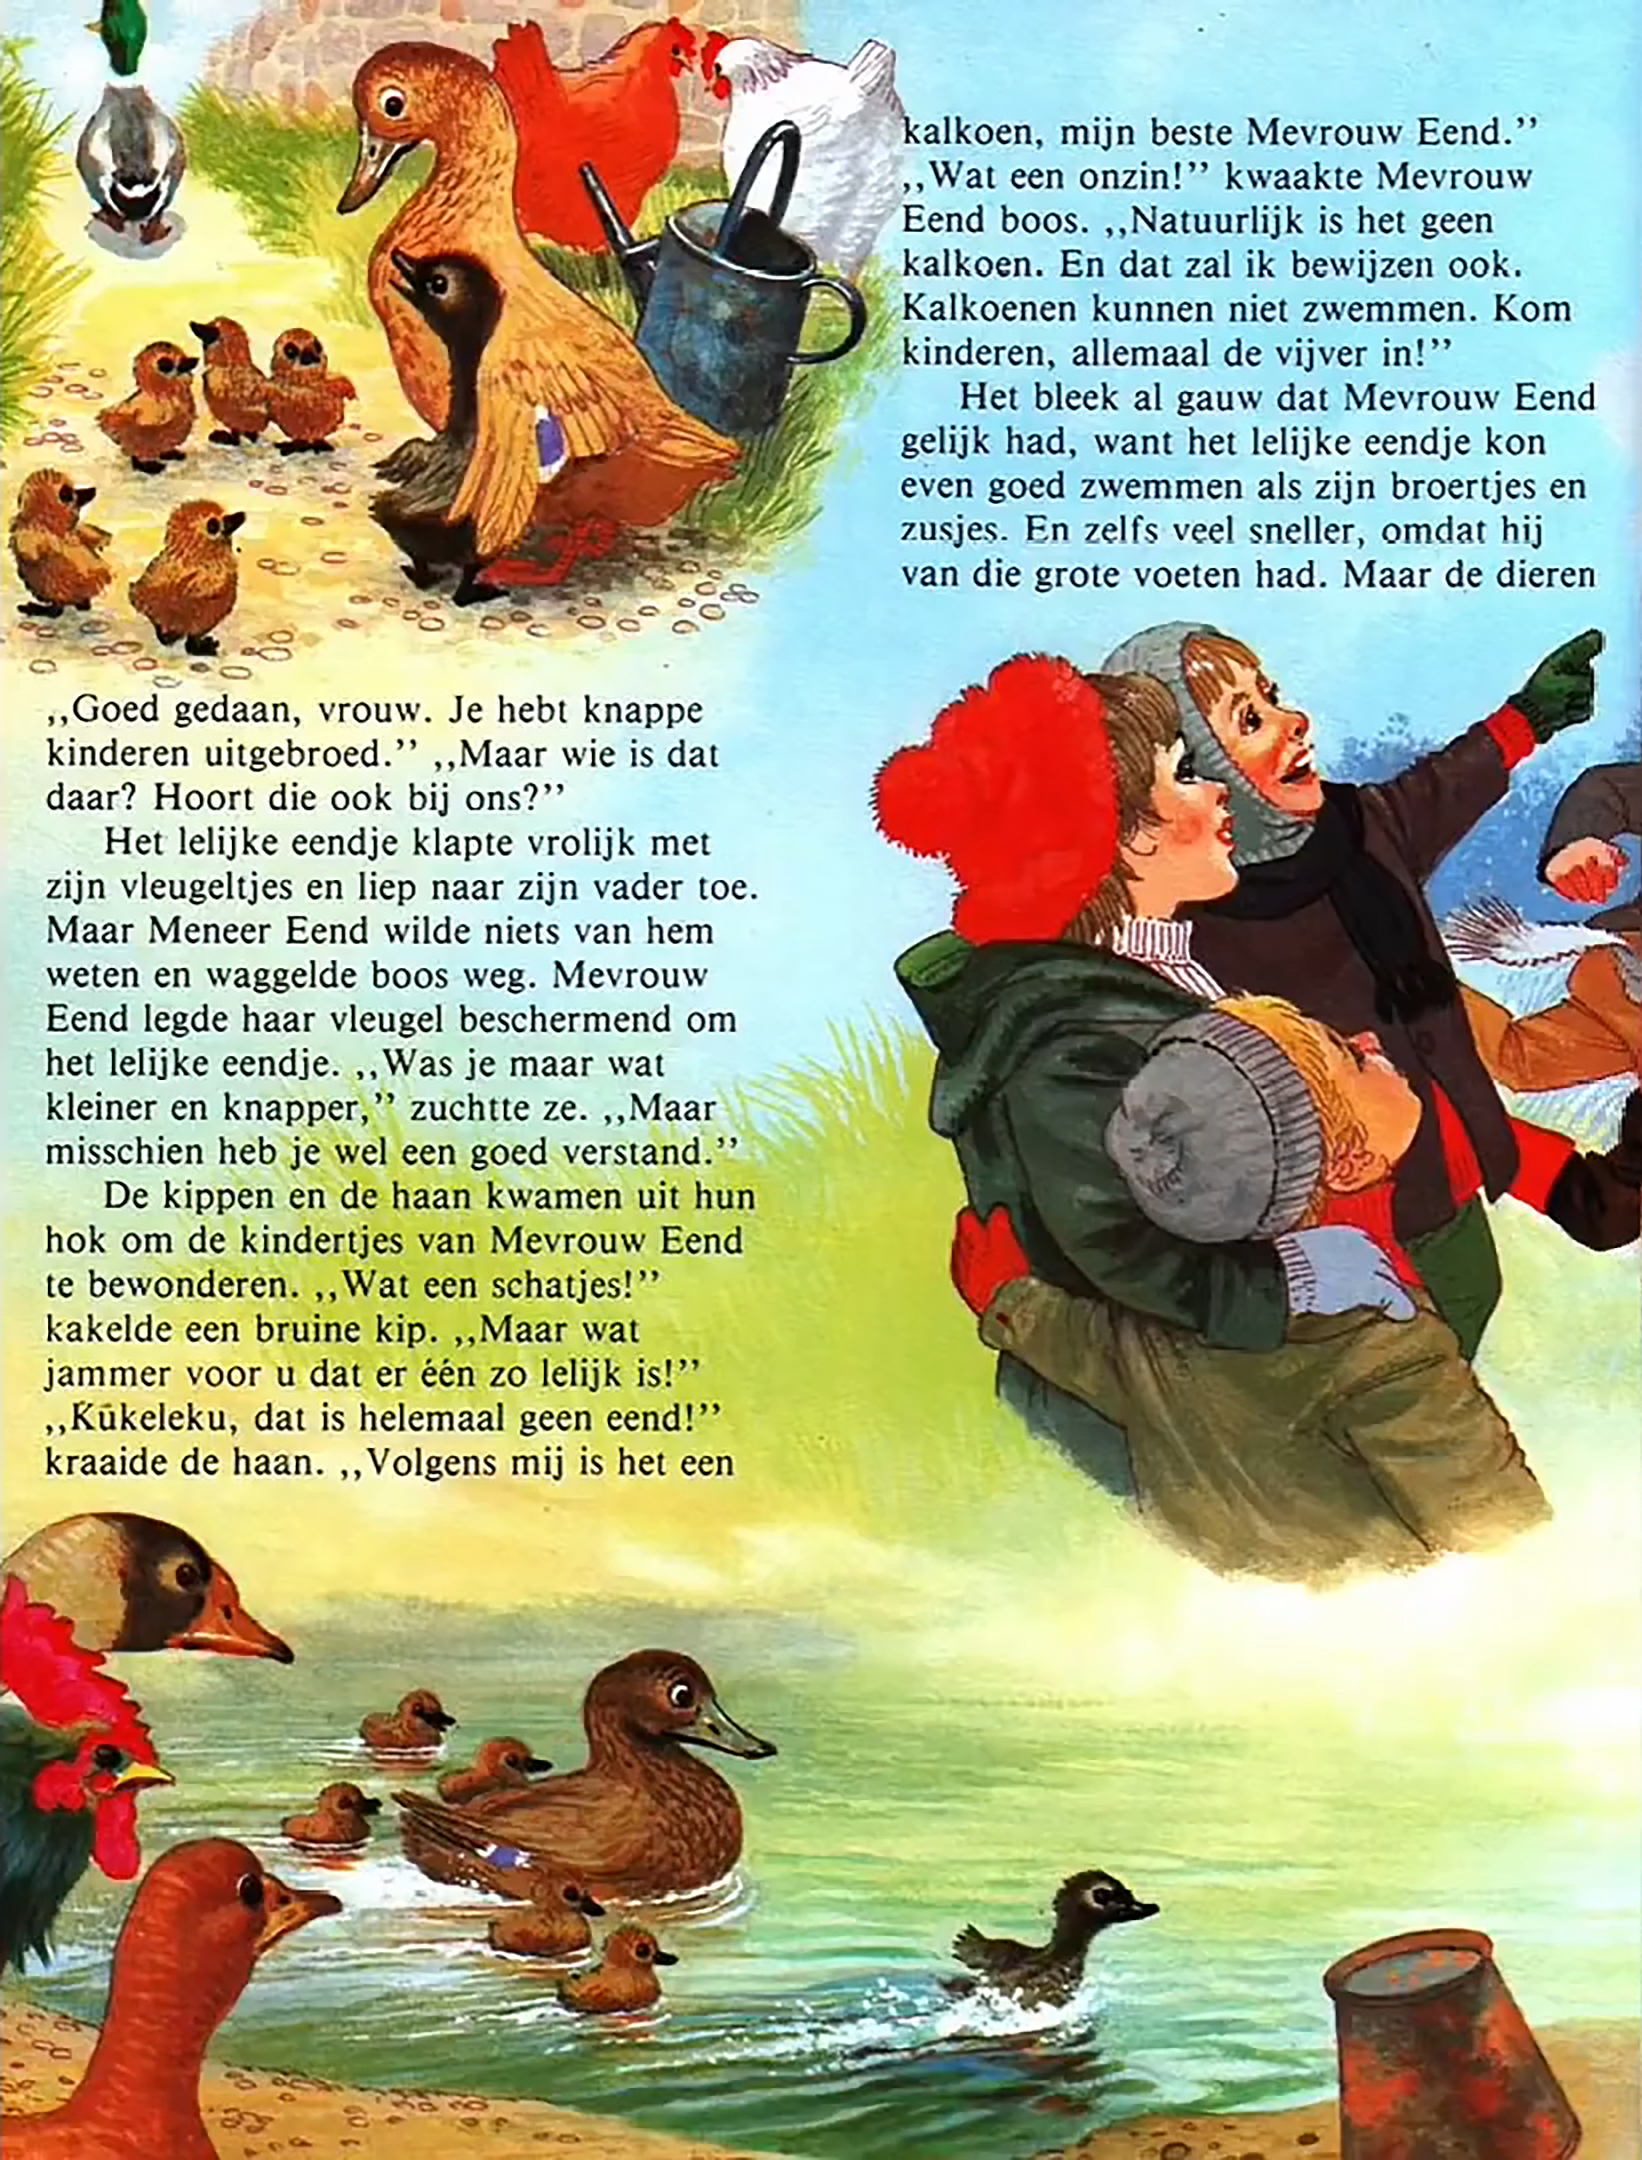 ,,Goed gedaan, vrouw. Je hebt knappe
kinderen uitgebroed.” ,,Maar wie is dat
daar? Hoort die ook bij ons?”
Het lelijke eendje klapte vrolijk met
zijn vleugeltjes en liep naar zijn vader toe.
Maar Meneer Eend wilde niets van hem
weten en waggelde boos weg. Mevrouw
Eend legde haar vleugel beschermend om
het lelijke eendje. ,,Was je maar wat
kleiner en knapper,” zuchtte ze. ,,Maar
misschien heb je wel een goed verstand.”
De kippen en de haan kwamen uit hun
hok om de kindertjes van Mevrouw Eend
te bewonderen. ,,Wat een schatjes!”
kakelde een bruine kip. ,,Maar wat
jammer voor u dat er één zo lelijk is!”
,,Kukeleku, dat is helemaal geen eend!”
kraaide de haan. ,,Volgens mij is het een
kalkoen, mijn beste Mevrouw Eend.”
,,Wat een onzin!” kwaakte Mevrouw
Eend boos. ,,Natuurlijk is het geen
kalkoen. En dat zal ik bewijzen ook.
Kalkoenen kunnen niet zwemmen. Kom
kinderen, allemaal de vijver in!”
Het bleek al gauw dat Mevrouw Eend
gelijk had, want het lelijke eendje kon
even goed zwemmen als zijn broertjes en
zusjes. En zelfs veel sneller, omdat hij
van die grote voeten had. Maar de dieren